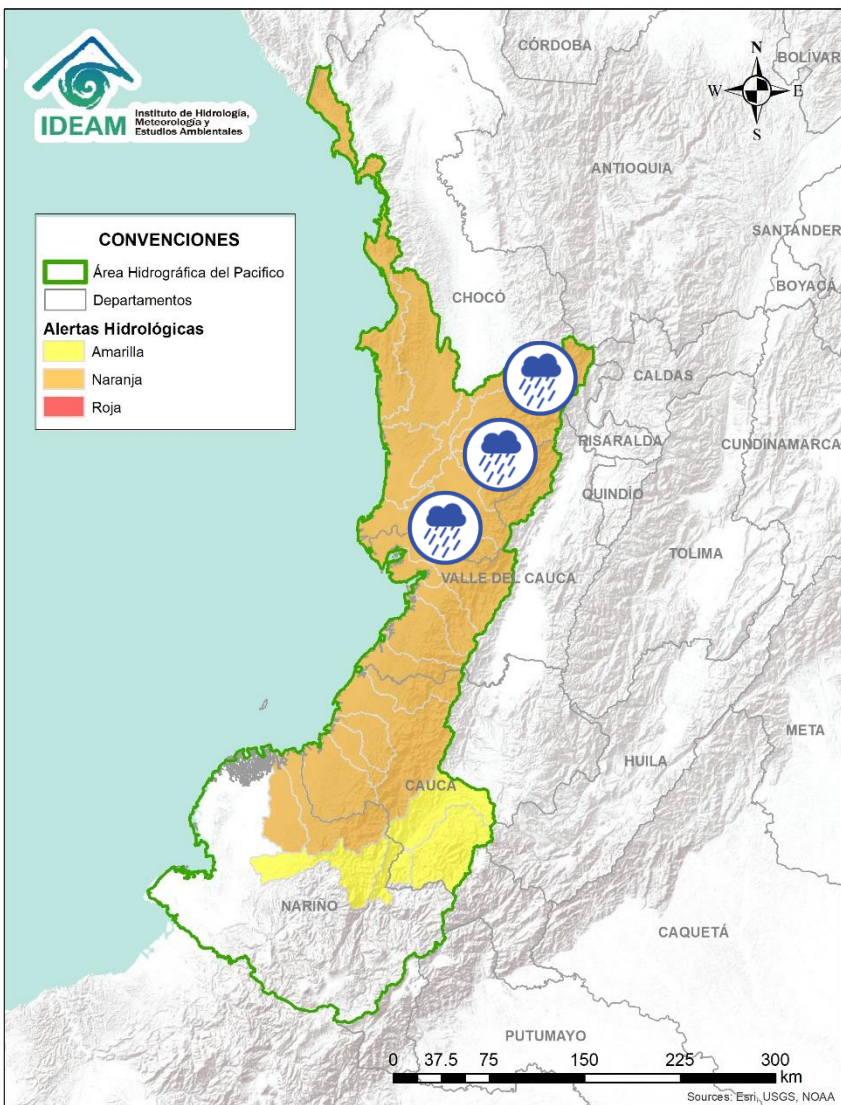 IDEAM
Instituto de Hidrología,
Meteorología y
Estudios Ambientales
CÓRDOBA
BOLÍVAR
N
W
E
S
ANTIOQUIA
SANTANDER
BOYACÁ
CONVENCIONES
Área Hidrográfica del Pacifico
Departamentos
Alertas Hidrológicas
Amarilla
Naranja
Roja
CHOCÓ
CALDAS
RISARALDA
CUNDINAMARCA
QUINDÍO
TOLIMA
VALLE DEL CAUCA
META
HUILA
CAUCA
NARIÑO
CAQUETÁ
PUTUMAYO
0 37.5 75 150 225 300
km
Sources: Esri, USGS, NOAA